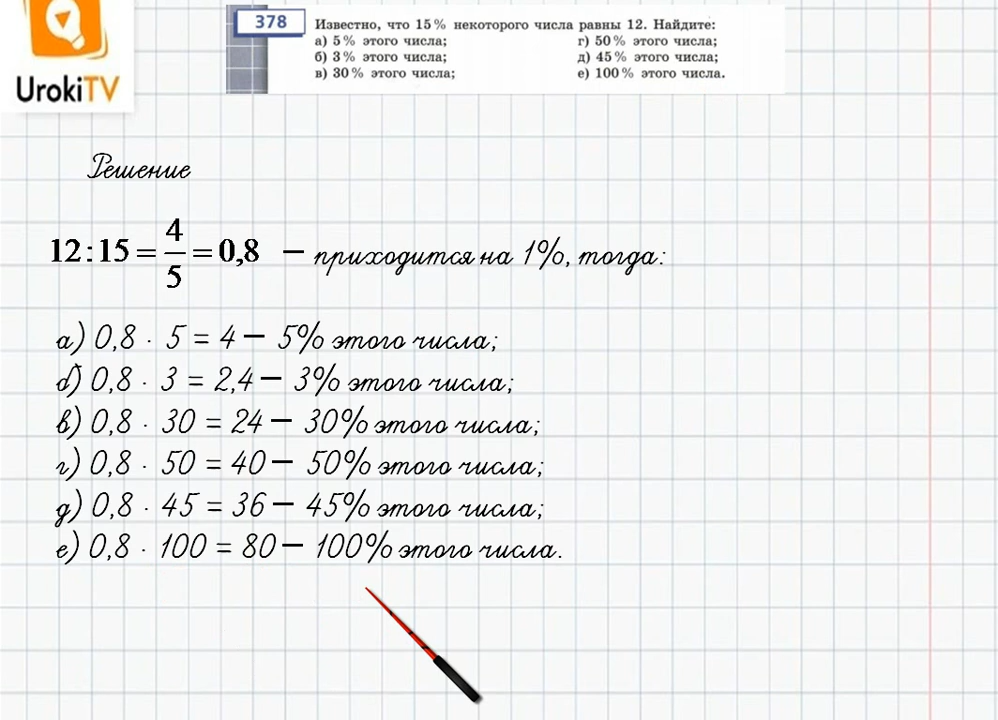 UrokiTV
378
Известно, что 15% некоторого числа равны 12. Найдите:
а) 5% этого числа;
г) 50% этого числа;
б) 3% этого числа;
д) 45% этого числа;
в) 30% этого числа;
е) 100% этого числа.
Решение
12:15 = 4/5 = 0,8 — приходится на 1%, тогда:
а) 0,8 · 5 = 4 — 5% этого числа;
б) 0,8 · 3 = 2,4 — 3% этого числа;
в) 0,8 · 30 = 24 — 30% этого числа;
г) 0,8 · 50 = 40 — 50% этого числа;
д) 0,8 · 45 = 36 — 45% этого числа;
е) 0,8 · 100 = 80 — 100% этого числа.